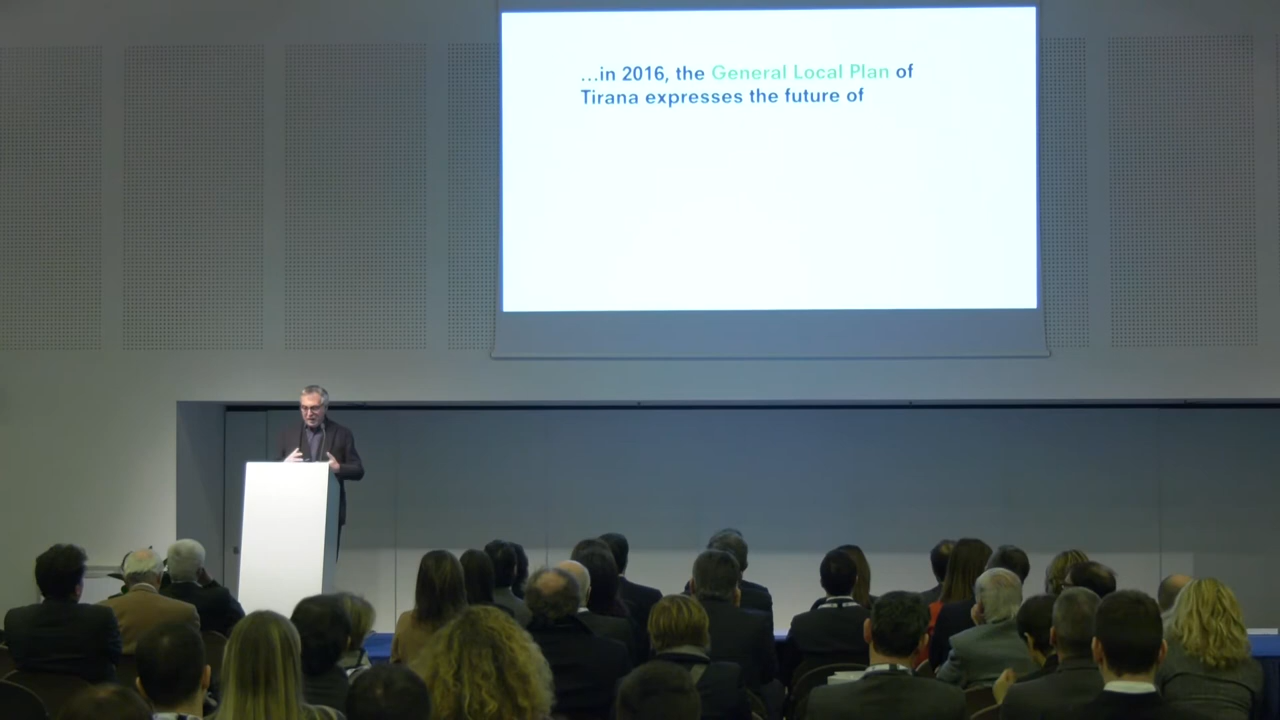 ...in 2016, the General Local Plan of
Tirana expresses the future of